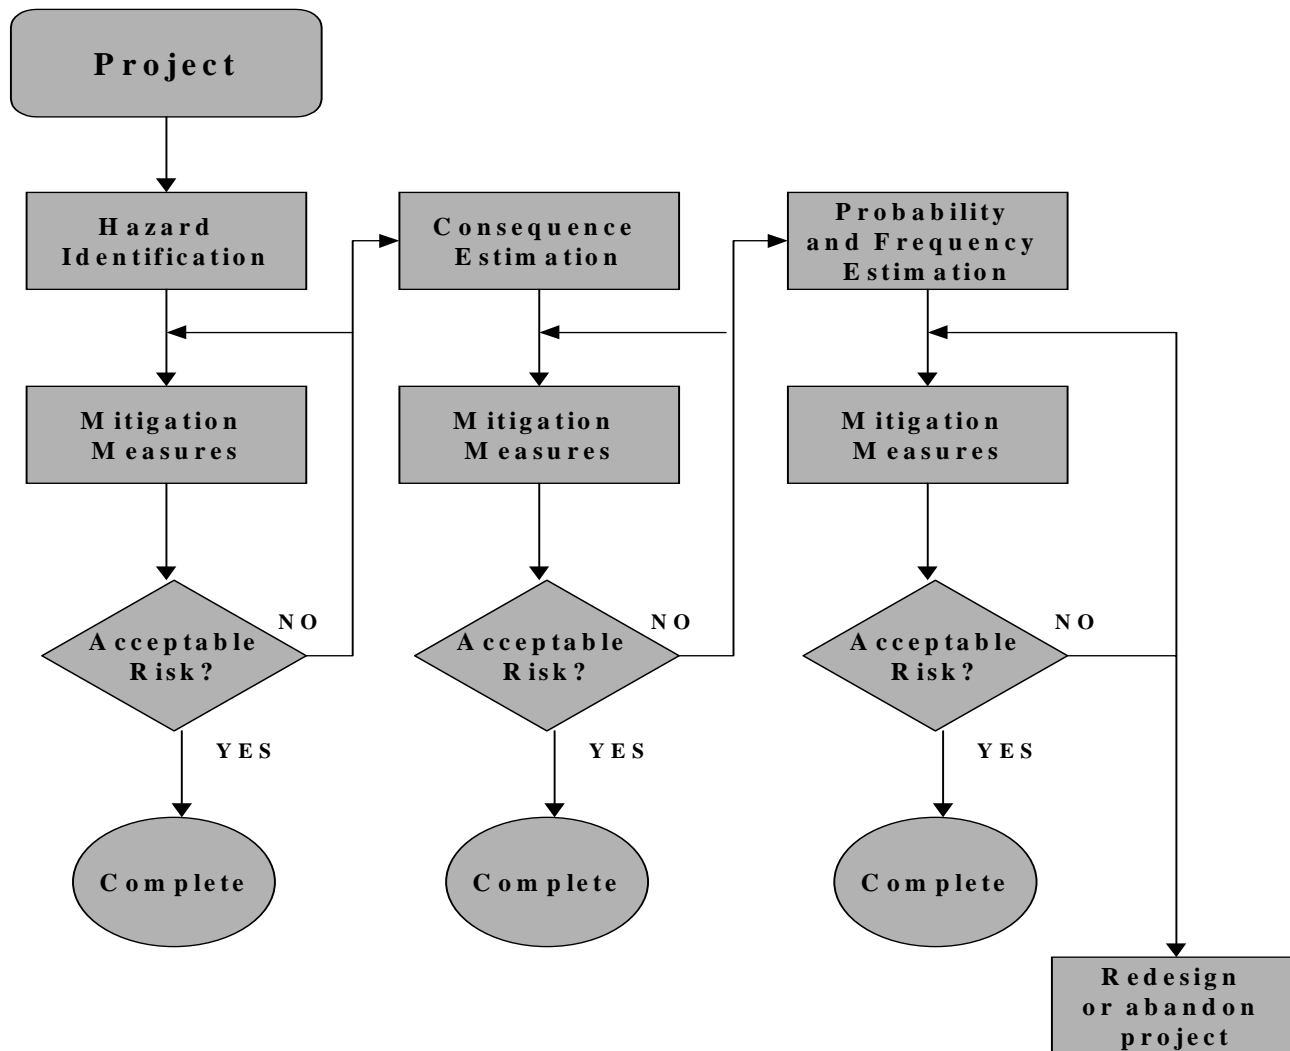 Project
Hazard
Identification
Consequence
Estimation
Probability
and Frequency
Estimation
Mitigation
Measures
Mitigation
Measures
Mitigation
Measures
NO
Acceptable
Risk?
NO
Acceptable
Risk?
NO
Acceptable
Risk?
YES
YES
YES
Complete
Complete
Complete
Redesign
or abandon
project